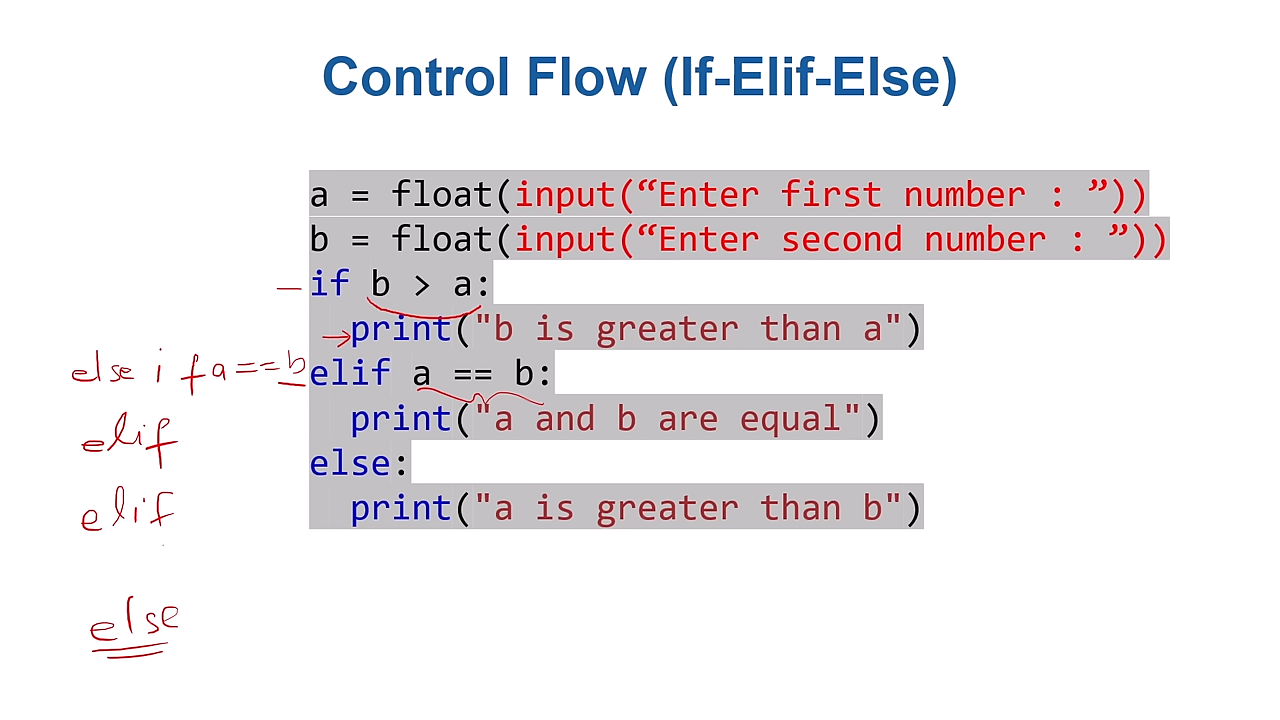 Control Flow (If-Elif-Else)
a = float(input(“Enter first number : ”))
b = float(input(“Enter second number : ”))
if b > a:
print("b is greater than a")
else if a==b
elif a == b:
elif
print("a and b are equal")
else:
elif
print("a is greater than b")
else